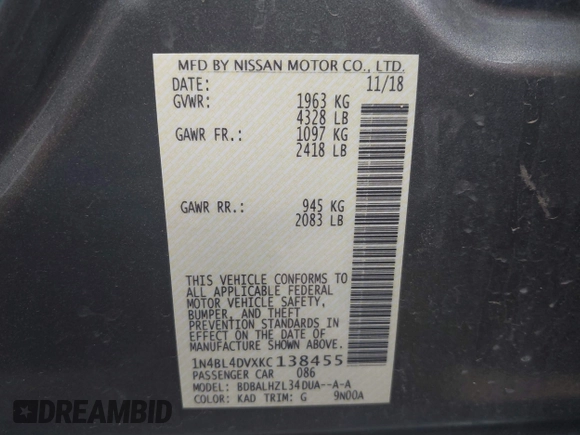 MFD BY NISSAN MOTOR CO., LTD.
DATE: 11/18
GVWR: 1963 KG
4328 LB
GAWR FR.: 1097 KG
2418 LB
GAWR RR.: 945 KG
2083 LB
THIS VEHICLE CONFORMS TO
ALL APPLICABLE FEDERAL
MOTOR VEHICLE SAFETY,
BUMPER, AND THEFT
PREVENTION STANDARDS IN
EFFECT ON THE DATE OF
MANUFACTURE SHOWN ABOVE.
1N4BL4DVXKC138455
PASSENGER CAR 086
MODEL: BDBALHZL34DUA--A-A
COLOR: KAD TRIM: G 9N00A
DREAMBID